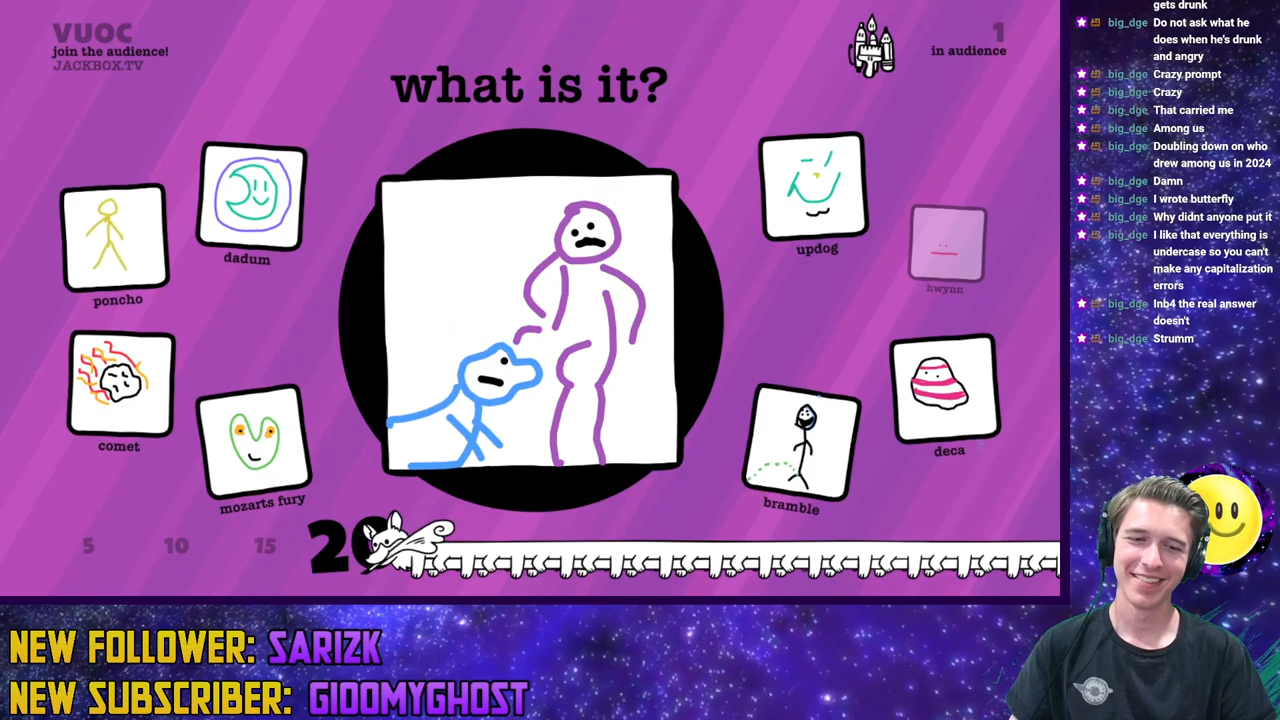 VUOC
join the audience!
JACKBOX.TV
1
in audience
what is it?
poncho
dadum
comet
mozarts fury
updog
hwynn
deca
bramble
5
10
15
20
gets drunk
big_dge Do not ask what he
does when he's drunk
and angry
big_dge Crazy prompt
big_dge Crazy
big_dge That carried me
big_dge Among us
big_dge Doubling down on who
drew among us in 2024
big_dge Damn
big_dge I wrote butterfly
big_dge Why didnt anyone put it
big_dge I like that everything is
undercase so you can't
make any capitalization
errors
big_dge Inb4 the real answer
doesn't
big_dge Strumm
NEW FOLLOWER: SARIZK
NEW SUBSCRIBER: GIOOMYGHOST